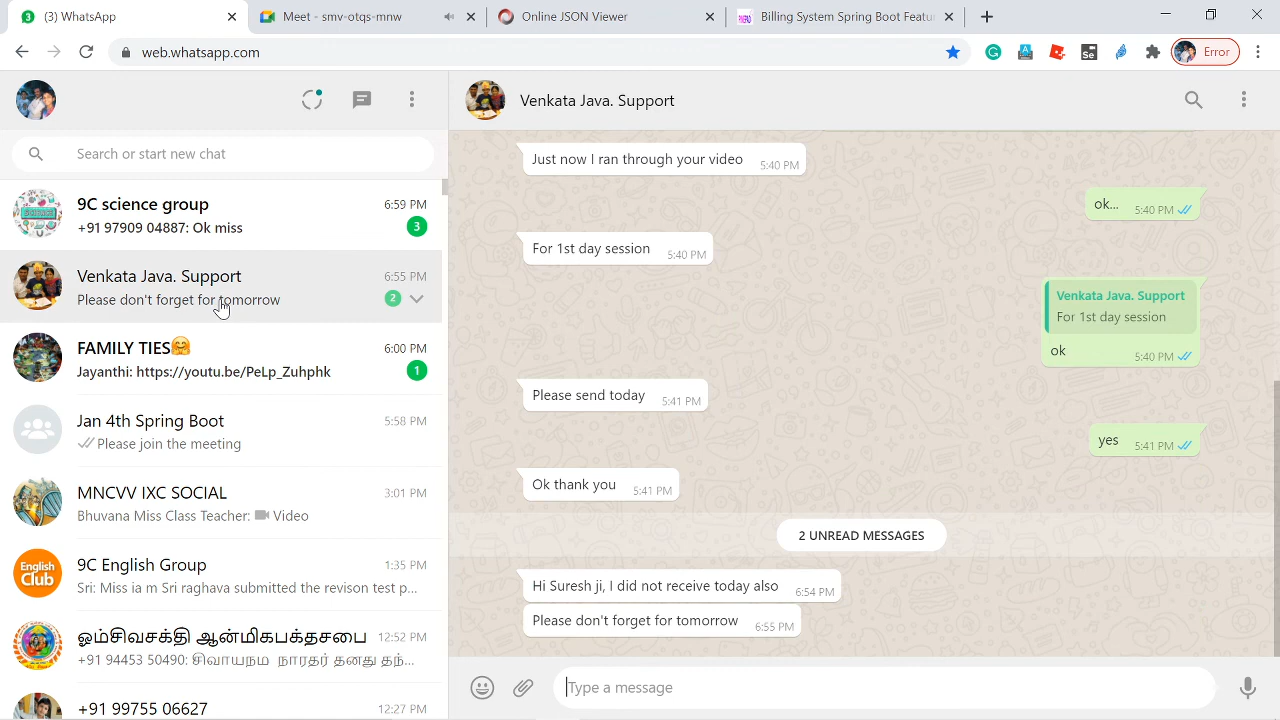 (3) WhatsApp
Meet - smv-otqs-mnw
Online JSON Viewer
Billing System Spring Boot Featu
web.whatsapp.com
Error
Search or start new chat
9C science group
6:59 PM
+91 97909 04887: Ok miss
3
Venkata Java. Support
6:55 PM
Please don't forget for tomorrow
2
FAMILY TIES🤗
6:00 PM
Jayanthi: https://youtu.be/PeLp_Zuhphk
1
Jan 4th Spring Boot
5:58 PM
Please join the meeting
MNCVV IXC SOCIAL
3:01 PM
Bhuvana Miss Class Teacher: Video
English
Club
9C English Group
1:35 PM
Sri: Miss ia m Sri raghava submitted the revison test p...
ஓம்சிவசக்தி ஆன்மிகபக்தசபை
12:52 PM
+91 94453 50490: சிவாயநம நாரதர் தனது தந்...
+91 99755 06627
12:27 PM
Venkata Java. Support
Just now I ran through your video
5:40 PM
ok...
5:40 PM
For 1st day session
5:40 PM
Venkata Java. Support
For 1st day session
ok
5:40 PM
Please send today
5:41 PM
yes
5:41 PM
Ok thank you
5:41 PM
2 UNREAD MESSAGES
Hi Suresh ji, I did not receive today also
6:54 PM
Please don't forget for tomorrow
6:55 PM
Type a message